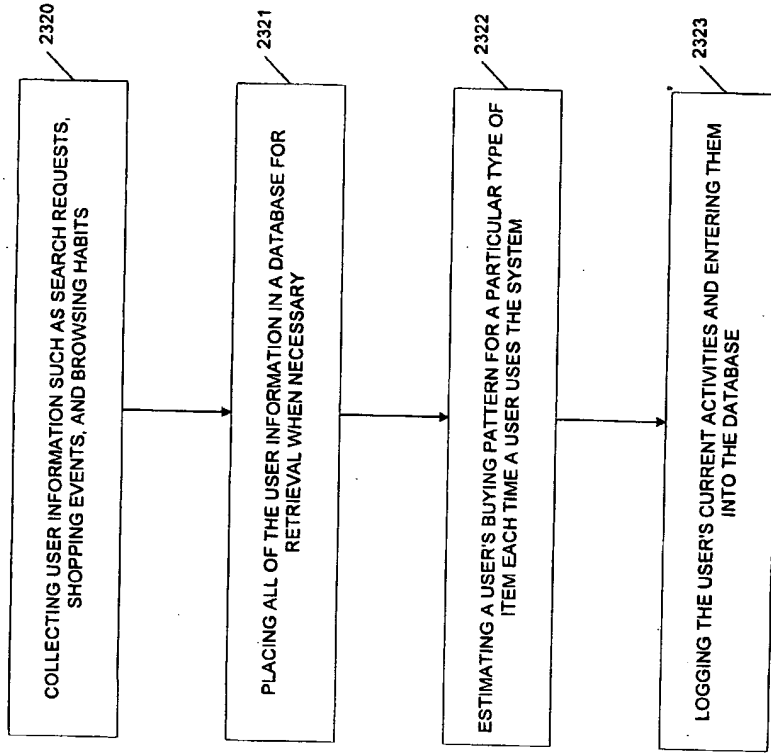 2320
COLLECTING USER INFORMATION SUCH AS SEARCH REQUESTS,
SHOPPING EVENTS, AND BROWSING HABITS
2321
PLACING ALL OF THE USER INFORMATION IN A DATABASE FOR
RETRIEVAL WHEN NECESSARY
2322
ESTIMATING A USER'S BUYING PATTERN FOR A PARTICULAR TYPE OF
ITEM EACH TIME A USER USES THE SYSTEM
2323
LOGGING THE USER'S CURRENT ACTIVITIES AND ENTERING THEM
INTO THE DATABASE